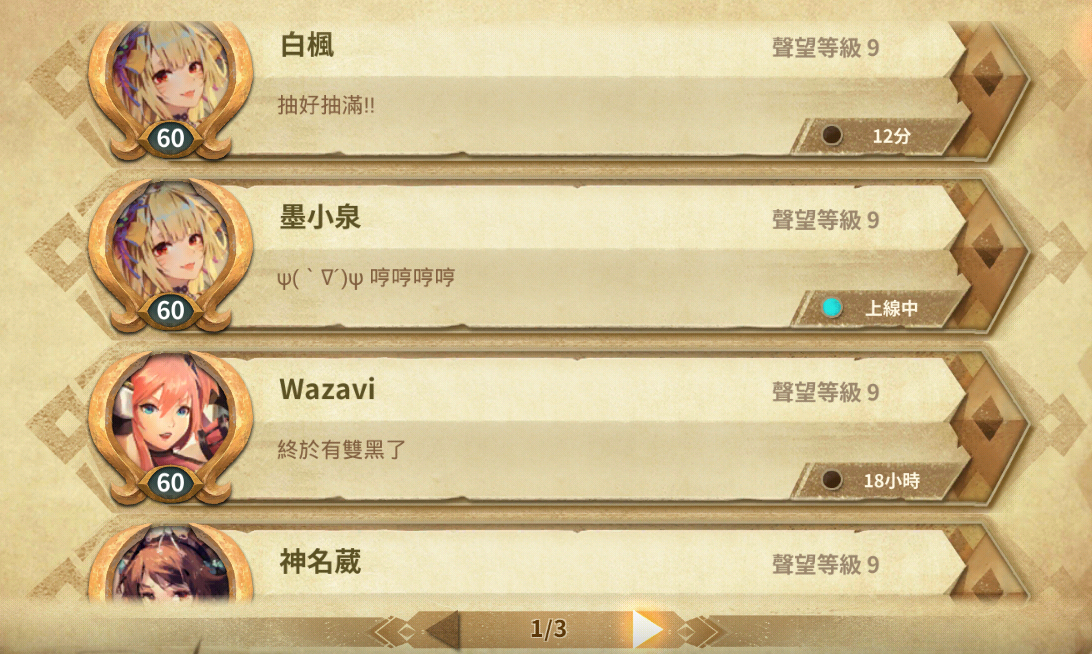 白楓
聲望等級 9
抽好抽滿!!
60
12分
墨小泉
聲望等級 9
ψ(｀∇´)ψ 哼哼哼哼
60
上線中
Wazavi
聲望等級 9
終於有雙黑了
60
18小時
神名葳
聲望等級 9
1/3